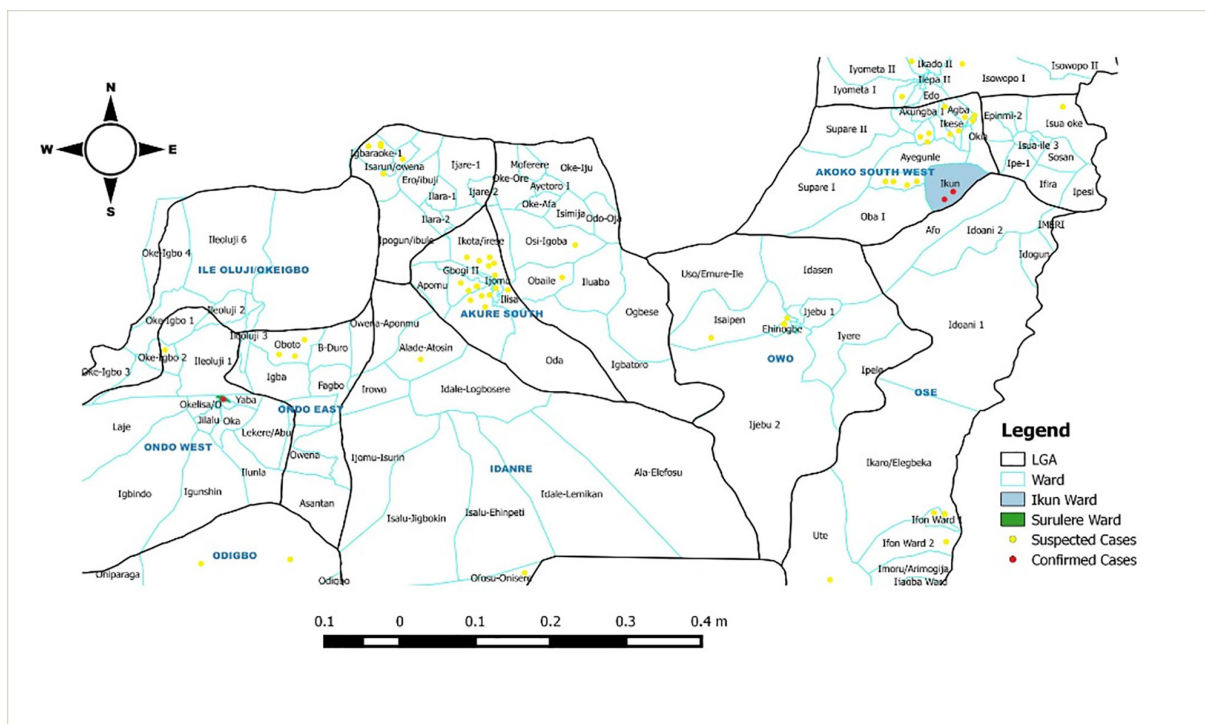 N
W
E
S
Iyometa II
Ikado II
Isowopo II
Ilepa II
Isowopo I
Iyometa I
Edo
Akungba I
Agba
Epinmi-2
Isua oke
Supare II
Ikese
Okia
Isua-ile 3
Ayegunle
Ipe-1
Sosan
AKOKO SOUTH WEST
Supare I
Ikun
Ifira
Ipesi
Oba I
Afo
Idoani 2
IMERI
Idogun
Igbaraoke-1
Isarun/owena
Ijare-1
Moferere
Oke-Iju
Ero/ibuji
Oke-Ore
Ayetoro I
Ijare-2
Ilara-1
Oke-Afa
Isimija
Odo-Oja
Ilara-2
Ipogun/ibule
Ikota/irese
Osi-Igoba
Oke-Igbo 4
Ileoluji 6
ILE OLUJI/OKEIGBO
Gbogi II
Ijomu
Obaile
Iluabo
Apomu
Ilisa
Uso/Emure-Ile
Idasen
AKURE SOUTH
Ogbese
Ileoluji 2
Oke-Igbo 1
Owena-Aponmu
Isaipen
Ijebu 1
Ehinogbe
Idoani 1
Ileoluji 3
Oboto
B-Duro
Alade-Atosin
Iyere
Oke-Igbo 2
Ileoluji 1
Oda
Igbatoro
OWO
Oke-Igbo 3
Igba
Fagbo
Irowo
Idale-Logbosere
Ipele
OSE
Okelisa/O
Yaba
ONDO EAST
Jilalu
Oka
Laje
Lekere/Abu
Ijebu 2
ONDO WEST
Owena
Ijomu-Isurin
IDANRE
Ala-Elefosu
Ikaro/Elegbeka
Ilunla
Igbindo
Igunshin
Idale-Lemikan
Asantan
Isalu-Jigbokin
Isalu-Ehinpeti
Ifon Ward 1
Ute
Ifon Ward 2
ODIGBO
Oniparaga
Odigbo
Ofosu-Onisere
Imoru/Arimogija
Ijagba Ward
Legend
LGA
Ward
Ikun Ward
Surulere Ward
Suspected Cases
Confirmed Cases
0.1 0 0.1 0.2 0.3 0.4 m